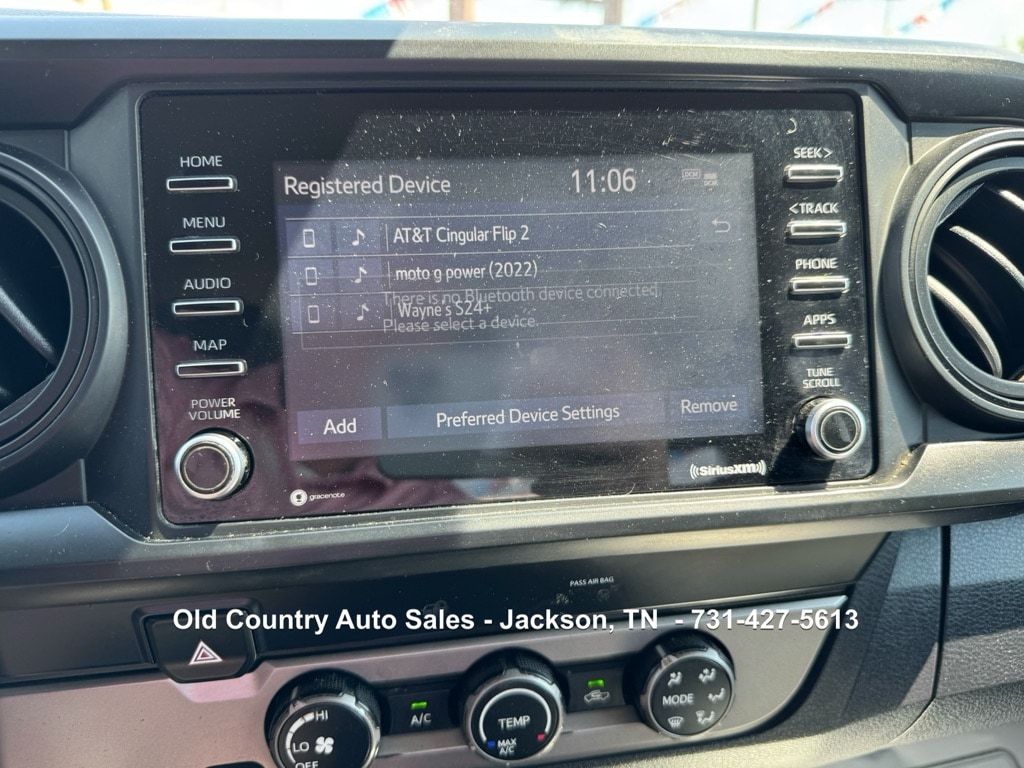 HOME
MENU
AUDIO
MAP
POWER
VOLUME
Registered Device 11:06
DCM
DCM
AT&T Cingular Flip 2
moto g power (2022)
There is no Bluetooth device connected.
Wayne's S24+
Please select a device.
Add Preferred Device Settings Remove
gracenote
((SiriusXM))
SEEK>
<TRACK
PHONE
APPS
TUNE
SCROLL
PASS AIR BAG
Old Country Auto Sales - Jackson, TN - 731-427-5613
HI
LO
OFF
A/C
TEMP
MAX
A/C
MODE